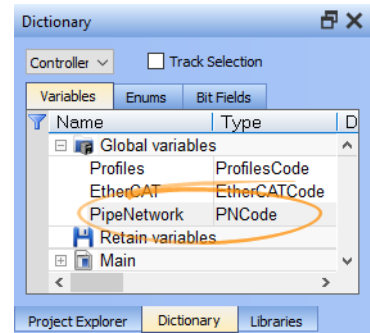 Dictionary
Controller Track Selection
Variables Enums Bit Fields
Name Type D
Global variables
Profiles ProfilesCode
EtherCAT EtherCATCode
PipeNetwork PNCode
Retain variables
Main
Project Explorer Dictionary Libraries